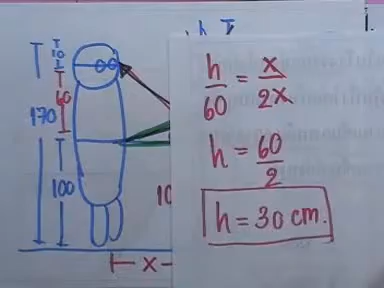 h
10
60
170
100
10
x
h/60 = x/2x
h = 60/2
h = 30 cm.